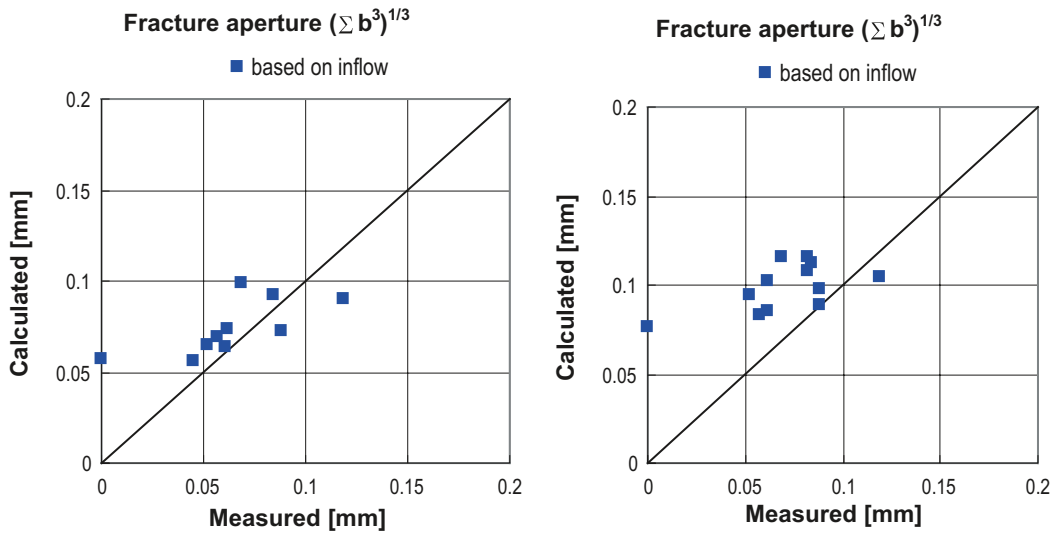 Fracture aperture (∑ b³)¹/³
based on inflow
0.2
0.15
0.1
0.05
0
Calculated [mm]
0 0.05 0.1 0.15 0.2
Measured [mm]
Fracture aperture (∑ b³)¹/³
based on inflow
0.2
0.15
0.1
0.05
0
Calculated [mm]
0 0.05 0.1 0.15 0.2
Measured [mm]